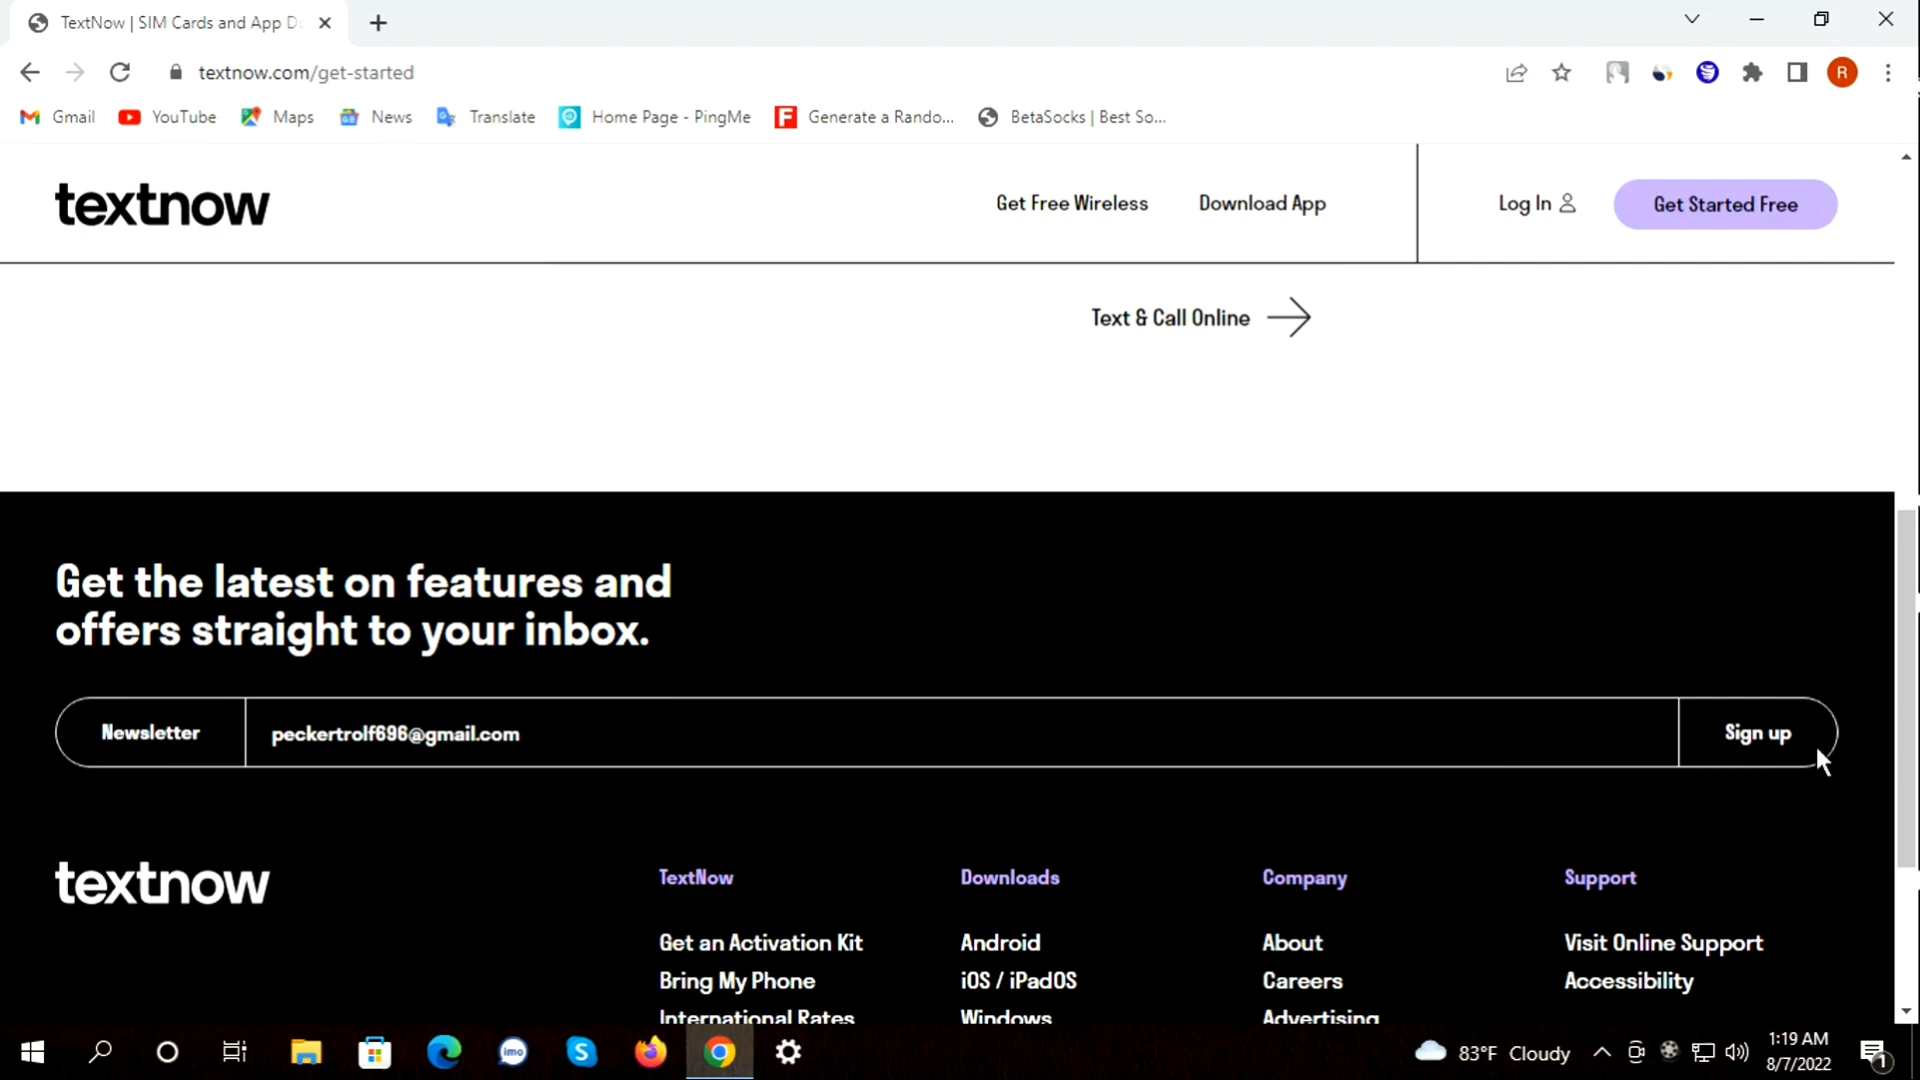 TextNow | SIM Cards and App Do
textnow.com/get-started
R
Gmail YouTube Maps News Translate Home Page - PingMe Generate a Rando... BetaSocks | Best So...
textnow Get Free Wireless Download App Log In Get Started Free
Text & Call Online
Get the latest on features and
offers straight to your inbox.
Newsletter peckertrolf696@gmail.com Sign up
textnow TextNow Downloads Company Support
Get an Activation Kit Android About Visit Online Support
Bring My Phone iOS / iPadOS Careers Accessibility
International Rates Windows Advertising
imo S 83°F Cloudy 1:19 AM
8/7/2022 1